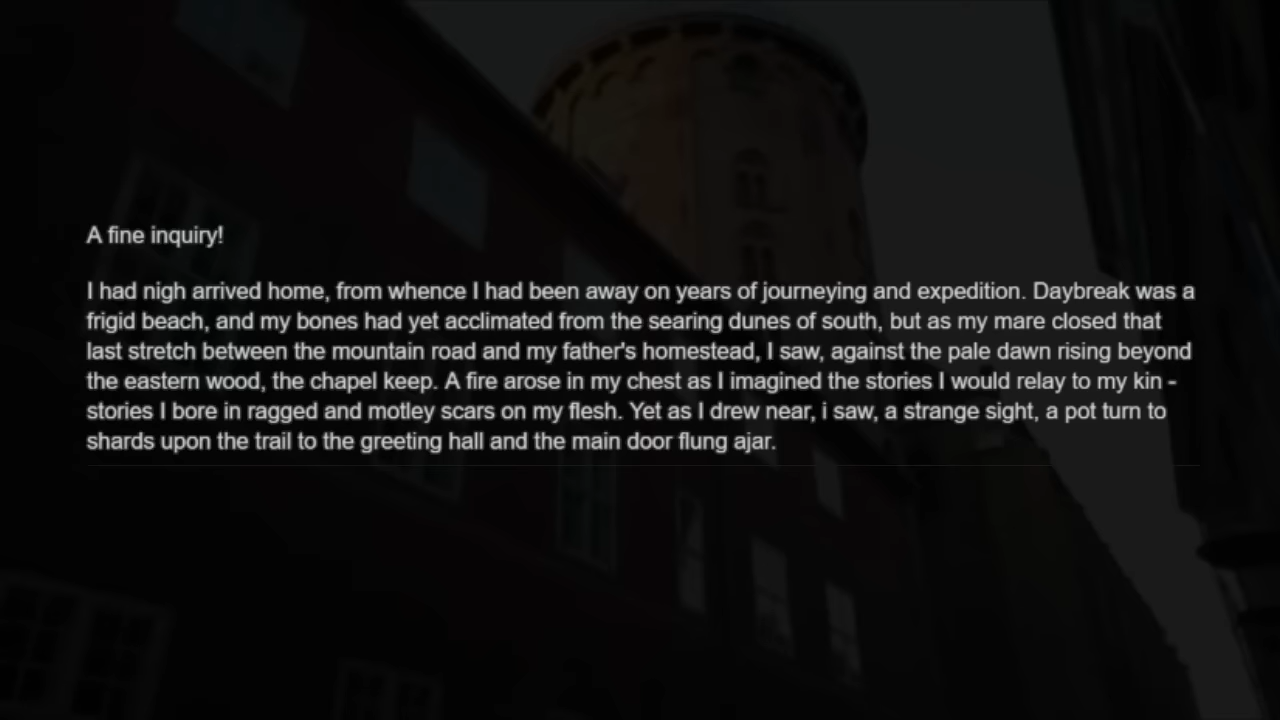 A fine inquiry!
I had nigh arrived home, from whence I had been away on years of journeying and expedition. Daybreak was a
frigid beach, and my bones had yet acclimated from the searing dunes of south, but as my mare closed that
last stretch between the mountain road and my father's homestead, I saw, against the pale dawn rising beyond
the eastern wood, the chapel keep. A fire arose in my chest as I imagined the stories I would relay to my kin -
stories I bore in ragged and motley scars on my flesh. Yet as I drew near, i saw, a strange sight, a pot turn to
shards upon the trail to the greeting hall and the main door flung ajar.